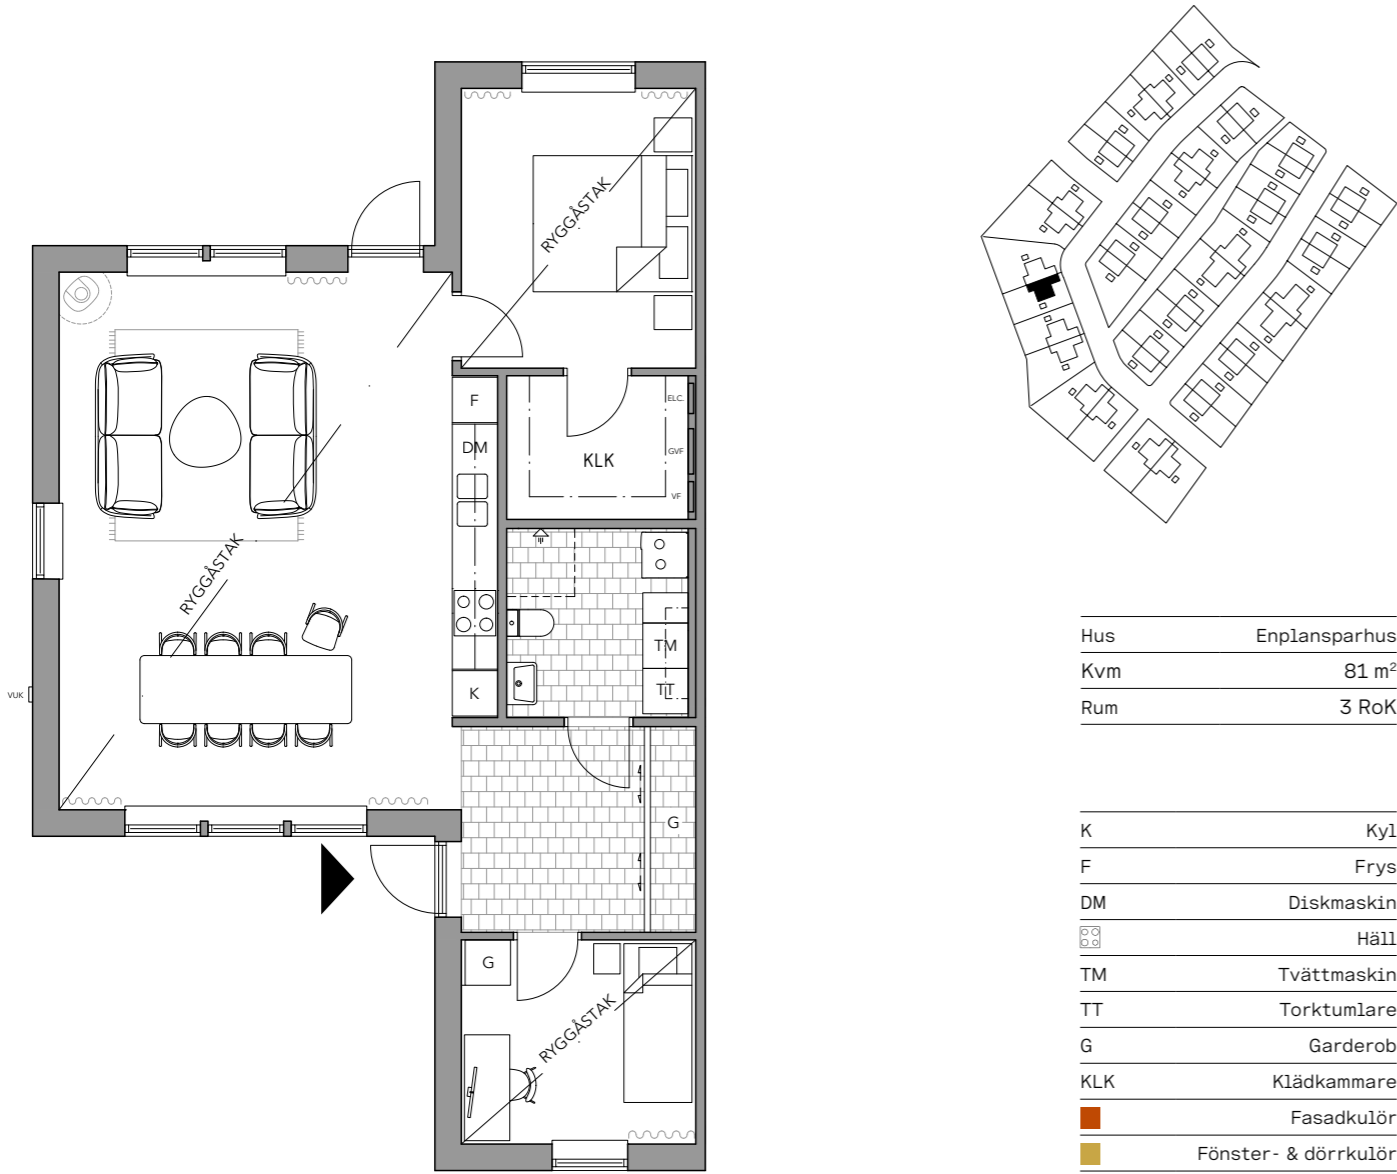 RYGGÅSTAK
F
DM
ELC.
KLK
GVF
VF
RYGGÅSTAK
TM
TT
K
VUK
G
G
RYGGÅSTAK
Hus Enplansparhus
Kvm 81 m²
Rum 3 RoK
K Kyl
F Frys
DM Diskmaskin
Häll
TM Tvättmaskin
TT Torktumlare
G Garderob
KLK Klädkammare
Fasadkulör
Fönster- & dörrkulör